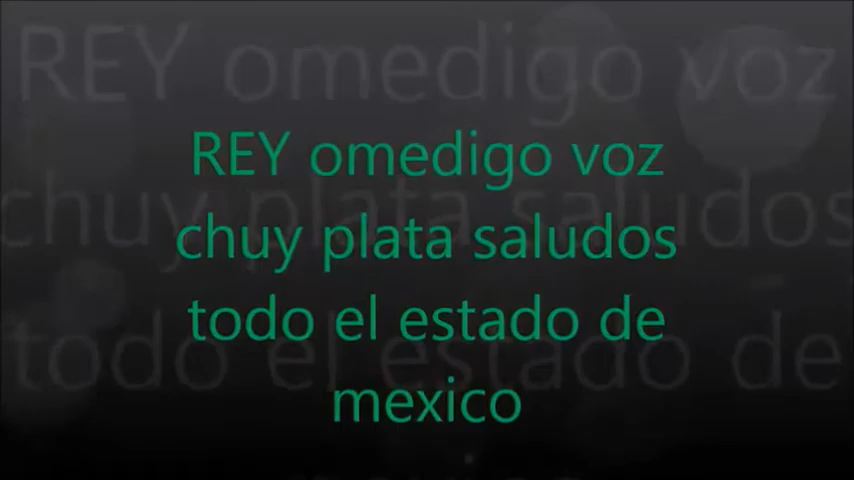 REY omedigo voz
chuy plata saludos
todo el estado de
mexico